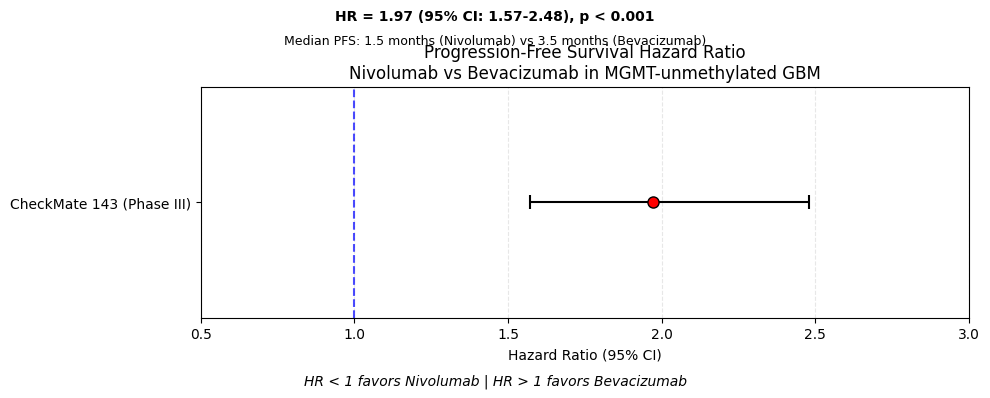 HR = 1.97 (95% CI: 1.57-2.48), p < 0.001
Median PFS: 1.5 months (Nivolumab) vs 3.5 months (Bevacizumab)
Progression-Free Survival Hazard Ratio
Nivolumab vs Bevacizumab in MGMT-unmethylated GBM
CheckMate 143 (Phase III)
0.5 1.0 1.5 2.0 2.5 3.0
Hazard Ratio (95% CI)
HR < 1 favors Nivolumab | HR > 1 favors Bevacizumab